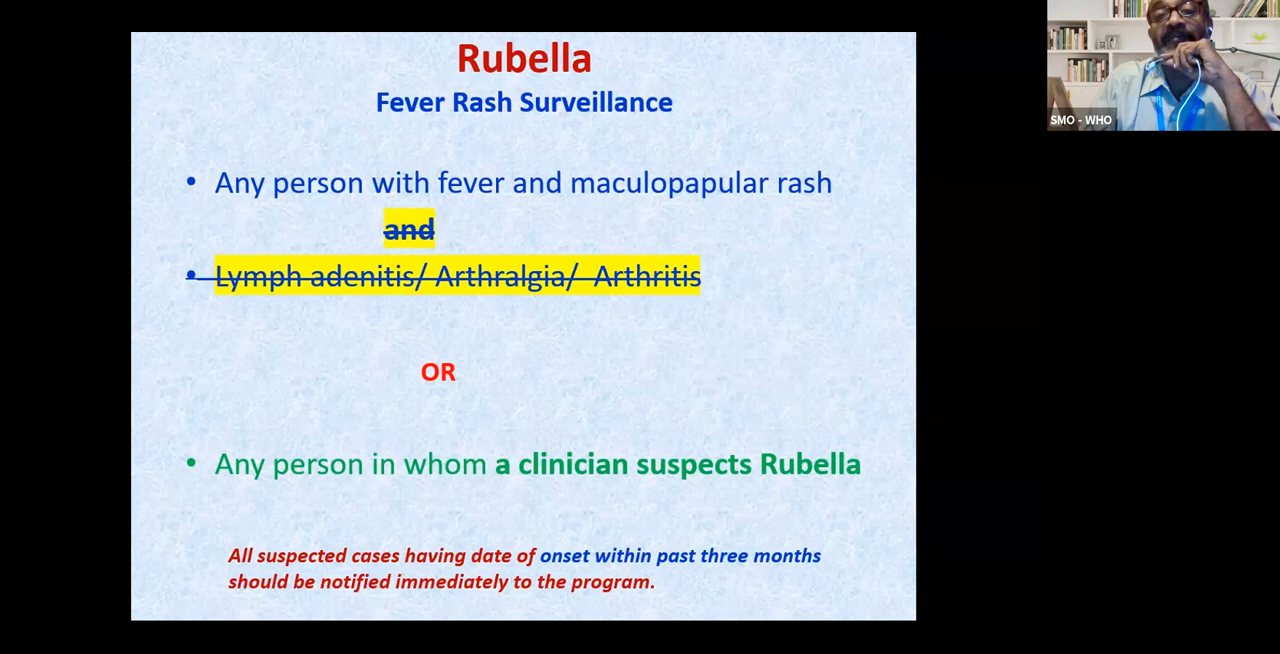 Rubella
Fever Rash Surveillance
• Any person with fever and maculopapular rash
and
• Lymph adenitis/ Arthralgia/ Arthritis
OR
• Any person in whom a clinician suspects Rubella
All suspected cases having date of onset within past three months
should be notified immediately to the program.
SMO - WHO